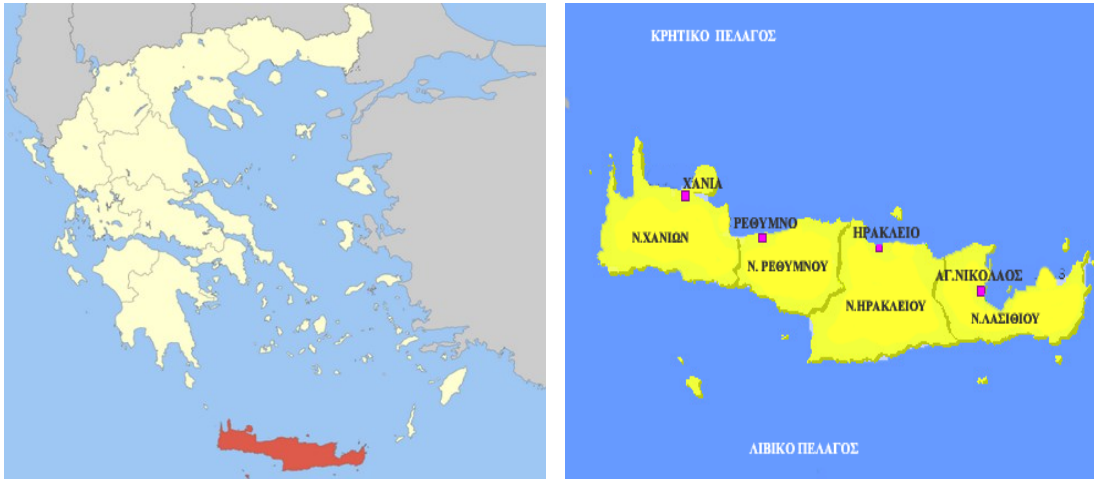 ΚΡΗΤΙΚΟ ΠΕΛΑΓΟΣ
ΧΑΝΙΑ
ΡΕΘΥΜΝΟ
ΗΡΑΚΛΕΙΟ
Ν.ΧΑΝΙΩΝ
Ν. ΡΕΘΥΜΝΟΥ
ΑΓ.ΝΙΚΟΛΑΟΣ
Ν.ΗΡΑΚΛΕΙΟΥ
Ν.ΛΑΣΙΘΙΟΥ
ΛΙΒΙΚΟ ΠΕΛΑΓΟΣ